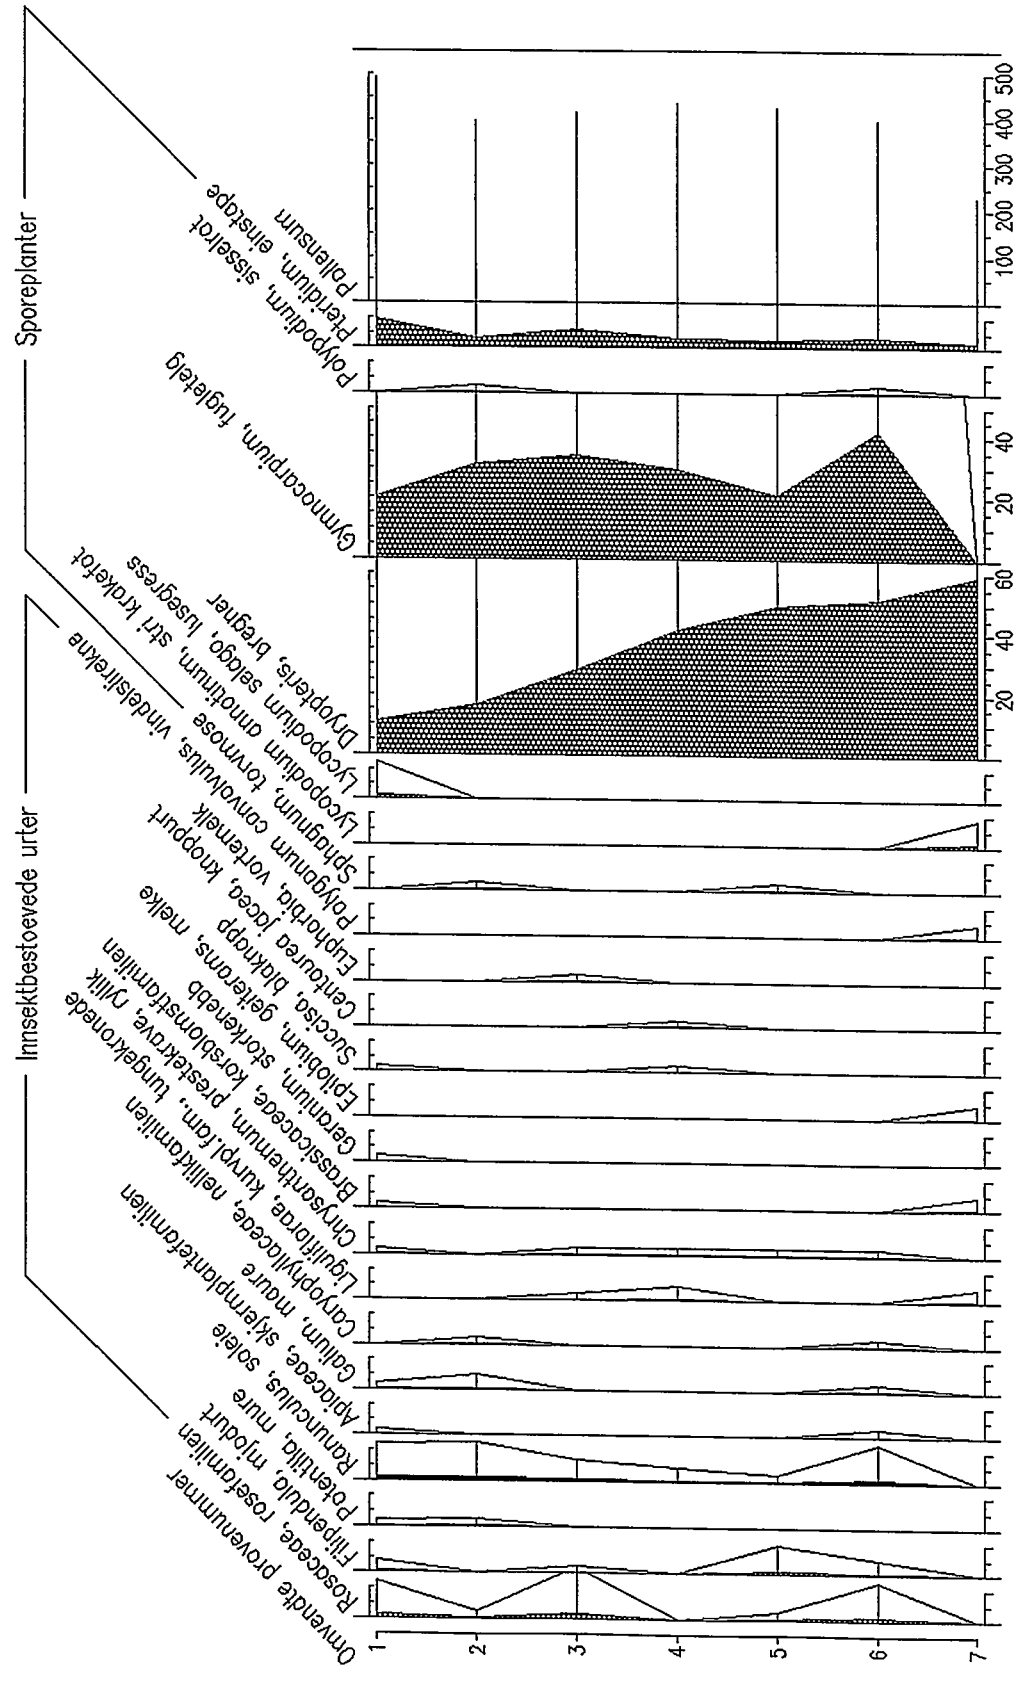 Omvendte provenummer
Rosaceae, rosefamilien
Filipendula, mjodurt
Potentilla, mure
Ranunculus, soleie
Apiaceae, skjermplantefamilien
Galium, maure
Caryophyllaceae, nellikfamilien
Liguliflorae, kurvpl.fam., tungekronede
Chrysanthemum, prestekrave, ryllik
Brassicaceae, korsblomstfamilien
Geranium, storkenebb
Epilobium, geiterams, melke
Succisa, blaknapp
Centaurea jacea, knoppurt
Euphorbia, vortemelk
Polygonum convolvulus, vindelslirekne
Sphagnum, torvmose
Lycopodium annotinum, stri krakefot
Lycopodium selago, lusegress
Dryopteris, bregner
Gymnocarpium, fugletelg
Polypodium, sisselrot
Pteridium, einstape
Pollensum
Innsektbestoevede urter
Sporeplanter
1
2
3
4
5
6
7
20 40 60
20 40
100 200 300 400 500